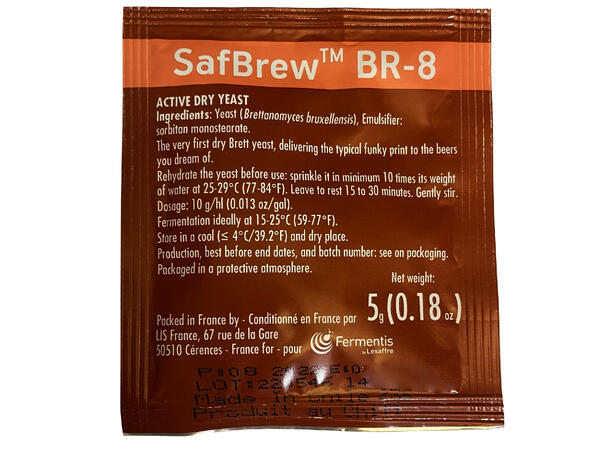 SafBrew™ BR-8
ACTIVE DRY YEAST
Ingredients: Yeast (Brettanomyces bruxellensis), Emulsifier:
sorbitan monostearate.
The very first dry Brett yeast, delivering the typical funky print to the beers
you dream of.
Rehydrate the yeast before use: sprinkle it in minimum 10 times its weight
of water at 25-29°C (77-84°F). Leave to rest 15 to 30 minutes. Gently stir.
Dosage: 10 g/hl (0.013 oz/gal).
Fermentation ideally at 15-25°C (59-77°F).
Store in a cool (≤ 4°C/39.2°F) and dry place.
Production, best before end dates, and batch number: see on packaging.
Packaged in a protective atmosphere.
Net weight:
5g (0.18 oz)
Packed in France by - Conditionné en France par
LIS France, 67 rue de la Gare
50510 Cérences - France for - pour
Fermentis
by Lesaffre
P:08
LOT: 14
Made In
Produit au